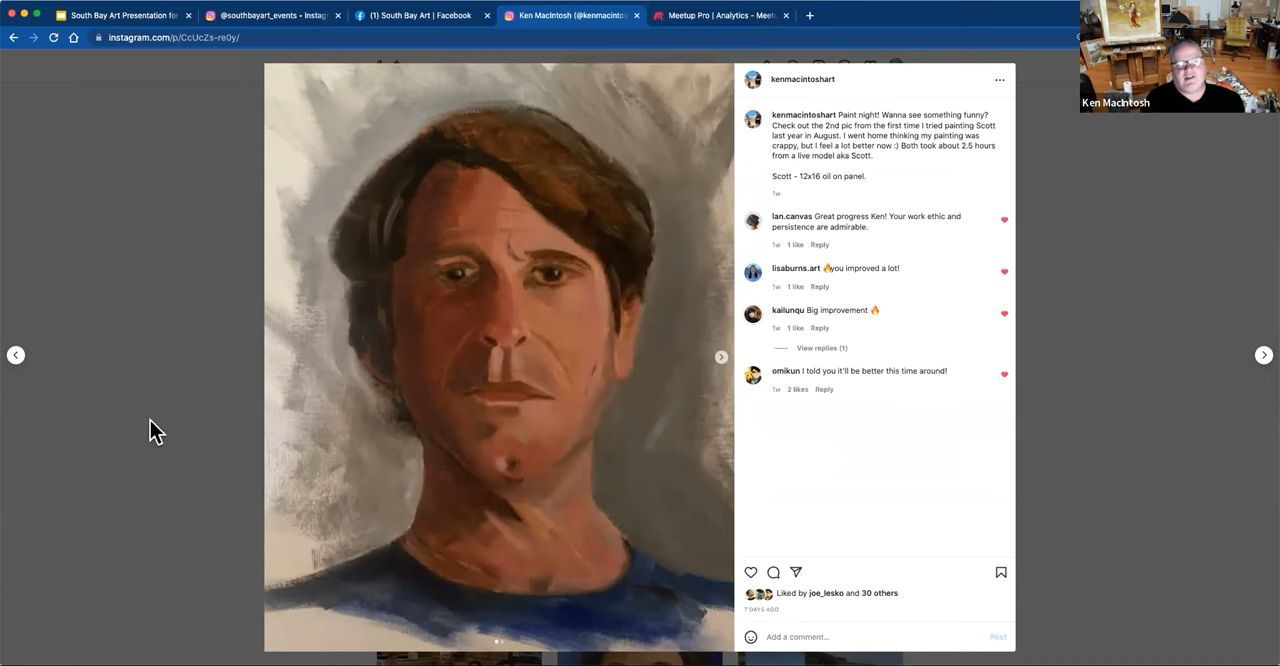 South Bay Art Presentation for
@southbayart_events • Instag
(1) South Bay Art | Facebook
Ken MacIntosh (@kenmacintos
Meetup Pro | Analytics - Meetu
instagram.com/p/CcUcZs-re0y/
Ken MacIntosh
kenmacintoshart
kenmacintoshart Paint night! Wanna see something funny?
Check out the 2nd pic from the first time I tried painting Scott
last year in August. I went home thinking my painting was
crappy, but I feel a lot better now :) Both took about 2.5 hours
from a live model aka Scott.
Scott - 12x16 oil on panel.
1w
Ian.canvas Great progress Ken! Your work ethic and
persistence are admirable.
1w 1 like Reply
lisaburns.art 🔥you improved a lot!
1w 1 like Reply
kailunqu Big improvement 🔥
1w 1 like Reply
View replies (1)
omikun I told you it'll be better this time around!
1w 2 likes Reply
Liked by joe_lesko and 30 others
7 DAYS AGO
Add a comment...
Post